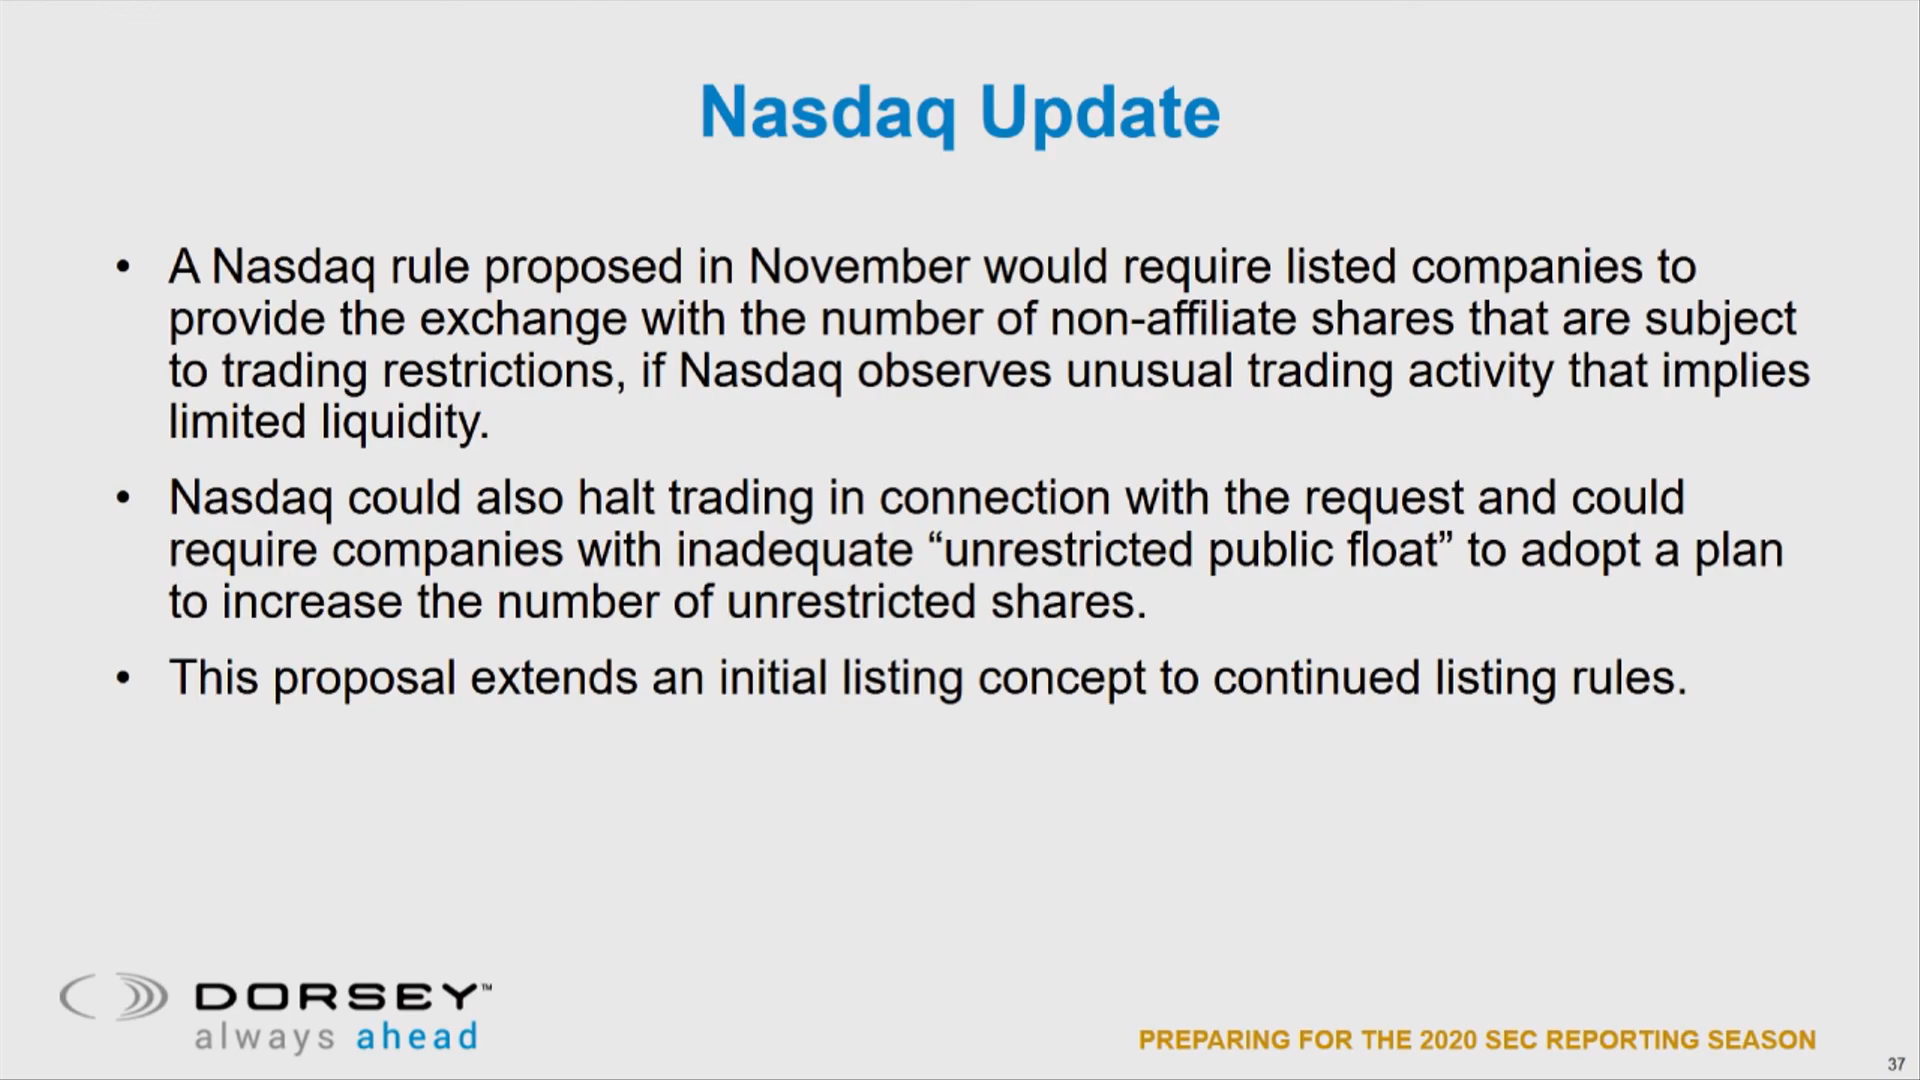 Nasdaq Update
• A Nasdaq rule proposed in November would require listed companies to
provide the exchange with the number of non-affiliate shares that are subject
to trading restrictions, if Nasdaq observes unusual trading activity that implies
limited liquidity.
• Nasdaq could also halt trading in connection with the request and could
require companies with inadequate “unrestricted public float” to adopt a plan
to increase the number of unrestricted shares.
• This proposal extends an initial listing concept to continued listing rules.
DORSEY™
always ahead
PREPARING FOR THE 2020 SEC REPORTING SEASON
37